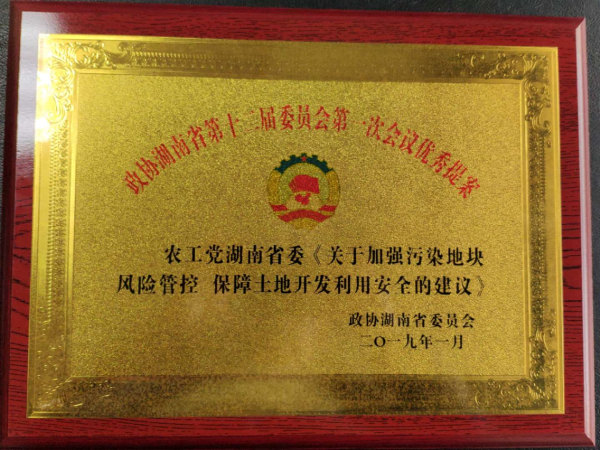 政协湖南省第十二届委员会第一次会议优秀提案
农工党湖南省委《关于加强污染地块
风险管控 保障土地开发利用安全的建议》
政协湖南省委员会
二〇一九年一月